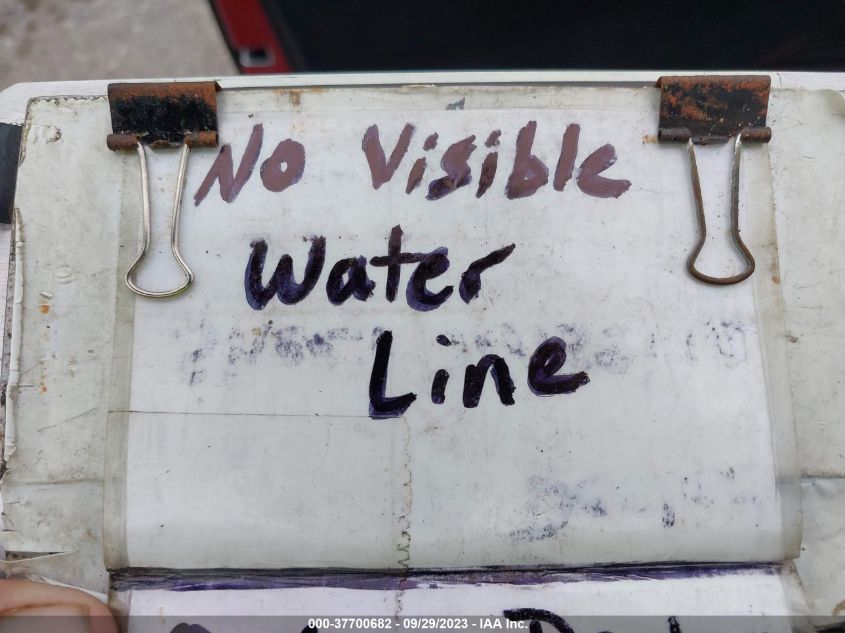 No Visible
Water
Line
000-37700682 - 09/29/2023 - IAA Inc.